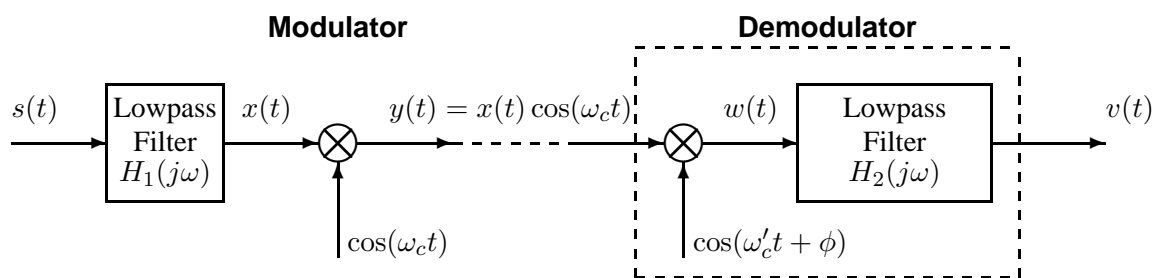 Modulator
Demodulator
s(t)
Lowpass
Filter
H₁(jω)
x(t)
y(t) = x(t) cos(ω_c t)
w(t)
Lowpass
Filter
H₂(jω)
v(t)
cos(ω_c t)
cos(ω′_c t + ϕ)